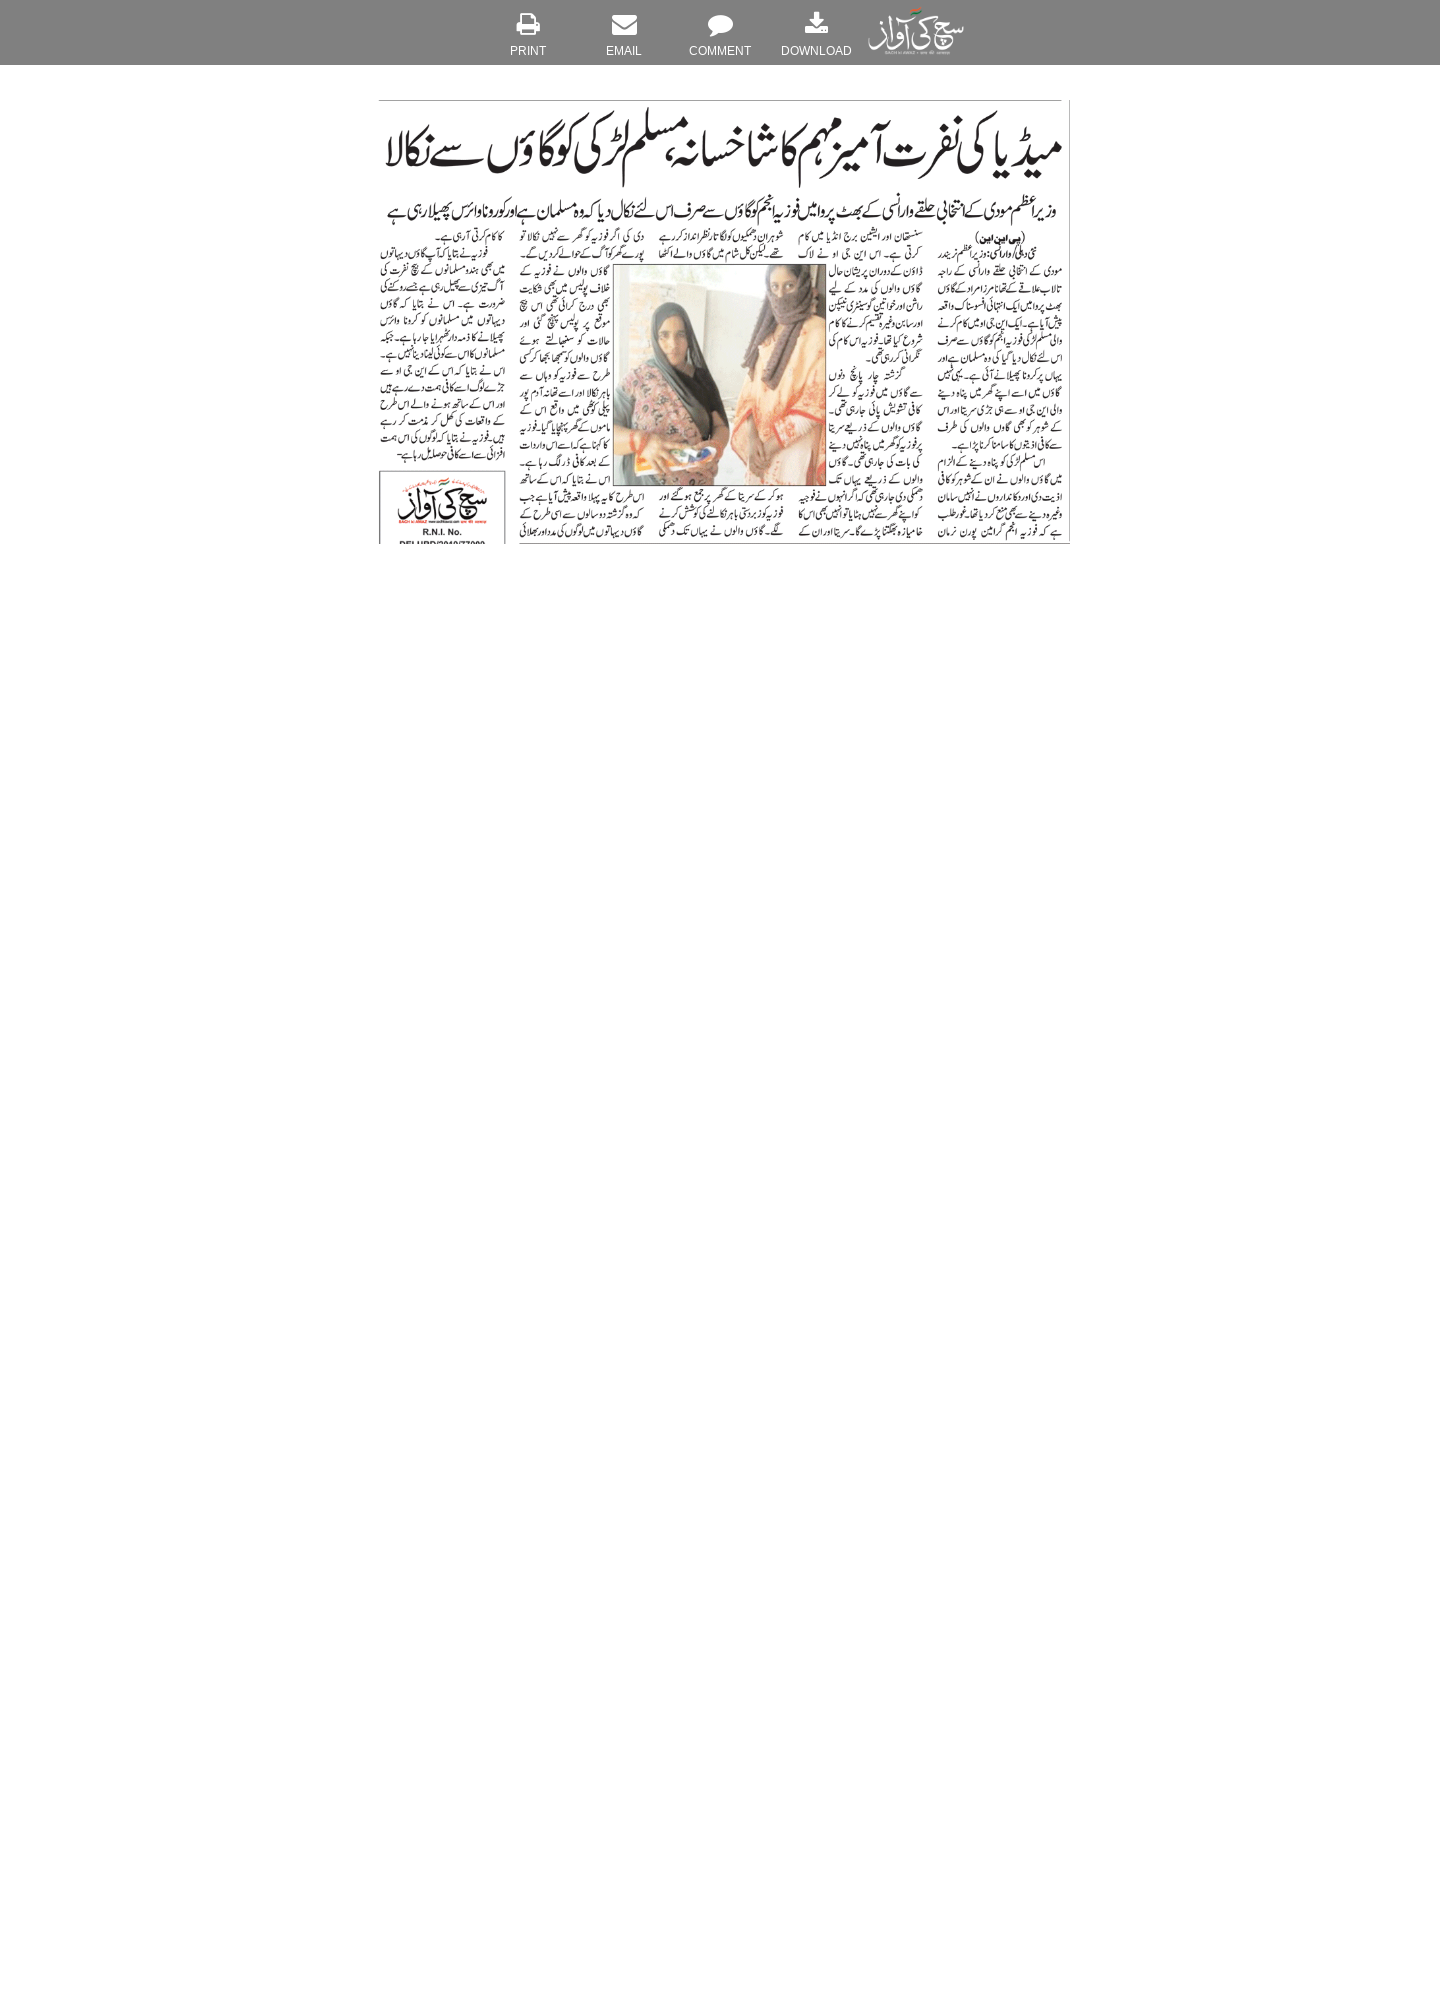 PRINT
EMAIL
COMMENT
DOWNLOAD
سچ کی آواز
میڈیا کی نفرت آمیز مہم کا شاخسانہ، مسلم لڑکی کو گاؤں سے نکالا
وزیر اعظم مودی کے انتخابی حلقے وارانسی کے بھٹ پروا میں فوزیہ انجم کو گاؤں سے صرف اس لئے نکال دیا کہ وہ مسلمان ہے اور کورونا وائرس پھیلا رہی ہے
(پی این این)
نئی دہلی/وارانسی: وزیر اعظم نریندر
مودی کے انتخابی حلقے وارانسی کے راجہ
تالاب علاقے کے تھانا مرزا مراد کے گاؤں
بھٹ پروا میں ایک انتہائی افسوسناک واقعہ
پیش آیا ہے۔ ایک این جی او میں کام کرنے
والی مسلم لڑکی فوزیہ انجم کو گاؤں سے صرف
اس لئے نکال دیا گیا کی وہ مسلمان ہے اور
یہاں پر کرونا پھیلانے آئی ہے۔ یہی نہیں
گاؤں میں اسے اپنے گھر میں پناہ دینے
والی این جی او سے ہی جڑی سریتا اور اس
کے شوہر کو بھی گاوں والوں کی طرف
سے کافی اذیتوں کا سامنا کرنا پڑا ہے۔
اس مسلم لڑکی کو پناہ دینے کے الزام
میں گاؤں والوں نے ان کے شوہر کو کافی
اذیت دی اور دکانداروں نے انہیں سامان
وغیرہ دینے سے بھی منع کر دیا تھا۔ غور طلب
ہے کہ فوزیہ انجم گرامین پورن نرمان
سنستھان اور ایشین برج انڈیا میں کام
کرتی ہے۔ اس این جی او نے لاک
ڈاؤن کے دوران پریشان حال
گاؤں والوں کی مدد کے لیے
راشن اور خواتین کو سینٹری نیپکن
اور صابن وغیرہ تقسیم کرنے کا کام
شروع کیا تھا۔ فوزیہ اس کام کی
نگرانی کر رہی تھی۔
گزشتہ چار پانچ دنوں
سے گاؤں میں فوزیہ کو لے کر
کافی تشویش پائی جا رہی تھی۔
گاؤں والوں کے ذریعے سریتا
پر فوزیہ کو گھر میں پناہ نہیں دینے
کی بات کی جا رہی تھی۔ گاؤں
والوں کے ذریعے یہاں تک
دھمکی دی جا رہی تھی کہ اگر انہوں نے فوجیہ
کو اپنے گھر سے نہیں ہٹایا تو انہیں بھی اس کا
خامیازہ بھگتنا پڑے گا۔ سریتا اور ان کے
شوہر ان دھمکیوں کو لگاتار نظر انداز کر رہے
تھے۔ لیکن کل شام میں گاؤں والے اکٹھا
ہو کر کے سریتا کے گھر پر جمع ہو گئے اور
فوزیہ کو زبردستی باہر نکالنے کی کوشش کرنے
لگے۔ گاؤں والوں نے یہاں تک دھمکی
دی کی اگر فوزیہ کو گھر سے نہیں نکالا تو
پورے گھر کو آگ کے حوالے کر دیں گے۔
گاؤں والوں نے فوزیہ کے
خلاف پولیس میں بھی شکایت
بھی درج کرائی تھی اس بیچ
موقع پر پولیس پہنچ گئی اور
حالات کو سنبھالتے ہوئے
گاؤں والوں کو سمجھا بجھا کر کسی
طرح سے فوزیہ کو وہاں سے
باہر نکالا اور اسے تھانہ آدم پور
پیلی کوٹھی میں واقع اس کے
ماموں کے گھر پہنچایا گیا۔ فوزیہ
کا کہنا ہے کہ اسے اس واردات
کے بعد کافی ڈر لگ رہا ہے۔
اس نے بتایا کہ اس کے ساتھ
اس طرح کا یہ پہلا واقعہ پیش آیا ہے جب
کہ وہ گزشتہ دو سالوں سے اسی طرح کے
گاؤں دیہاتوں میں لوگوں کی مدد اور بھلائی
کا کام کرتی آ رہی ہے۔
فوزیہ نے بتایا کہ آپ گاؤں دیہاتوں
میں بھی ہندو مسلمانوں کے بیچ نفرت کی
آگ تیزی سے پھیل رہی ہے جسے روکنے کی
ضرورت ہے۔ اس نے بتایا کہ گاؤں
دیہاتوں میں مسلمانوں کو کرونا وائرس
پھیلانے کا ذمہ دار ٹھہرایا جا رہا ہے۔ جبکہ
مسلمانوں کا اس سے کوئی لینا دینا نہیں ہے۔
اس نے بتایا کہ اس کے این جی او سے
جڑے لوگ اسے کافی ہمت دے رہے ہیں
اور اس کے ساتھ ہونے والے اس طرح
کے واقعات کی کھل کر مذمت کر رہے
ہیں۔ فوزیہ نے بتایا کہ لوگوں کی اس ہمت
افزائی سے اسے کافی حوصلہ مل رہا ہے۔
سچ کی آواز
R.N.I. No.